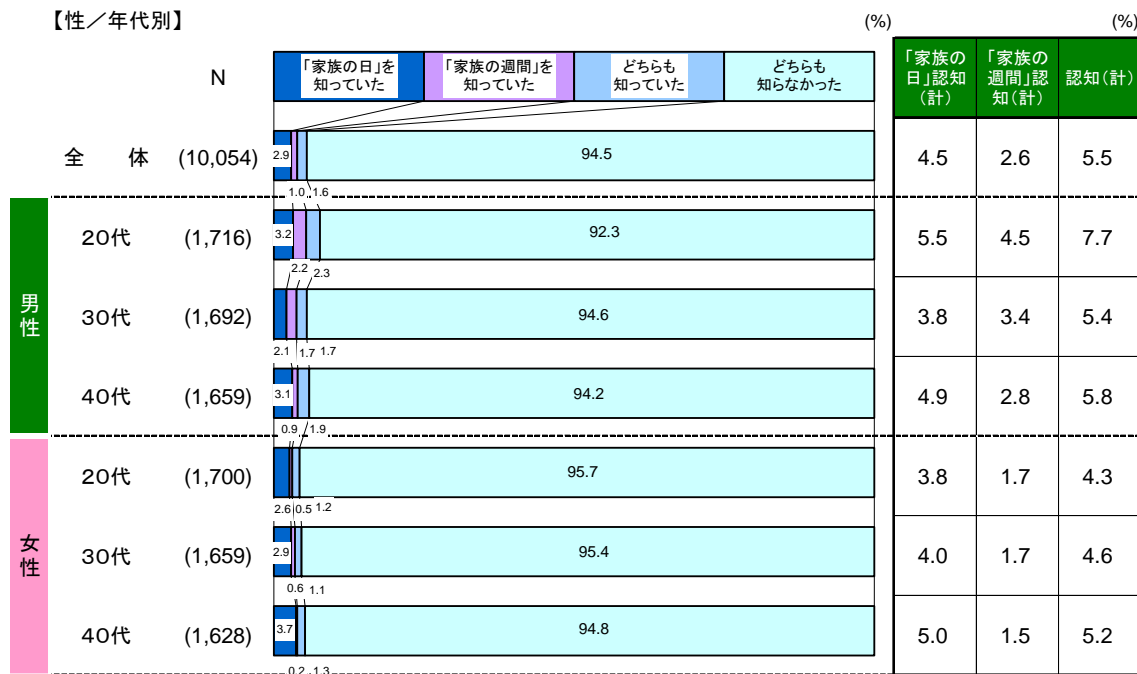 【性／年代別】
(%)
(%)
N
「家族の日」を
知っていた
「家族の週間」を
知っていた
どちらも
知っていた
どちらも
知らなかった
「家族の
日」認知
(計)
「家族の
週間」認
知(計)
認知(計)
全　体 (10,054) 2.9 94.5 4.5 2.6 5.5
1.0 1.6
男性
20代 (1,716) 3.2 92.3 5.5 4.5 7.7
2.2 2.3
30代 (1,692) 94.6 3.8 3.4 5.4
2.1 1.7 1.7
40代 (1,659) 3.1 94.2 4.9 2.8 5.8
0.9 1.9
女性
20代 (1,700) 95.7 3.8 1.7 4.3
2.6 0.5 1.2
30代 (1,659) 2.9 95.4 4.0 1.7 4.6
0.6 1.1
40代 (1,628) 3.7 94.8 5.0 1.5 5.2
0.2 1.3